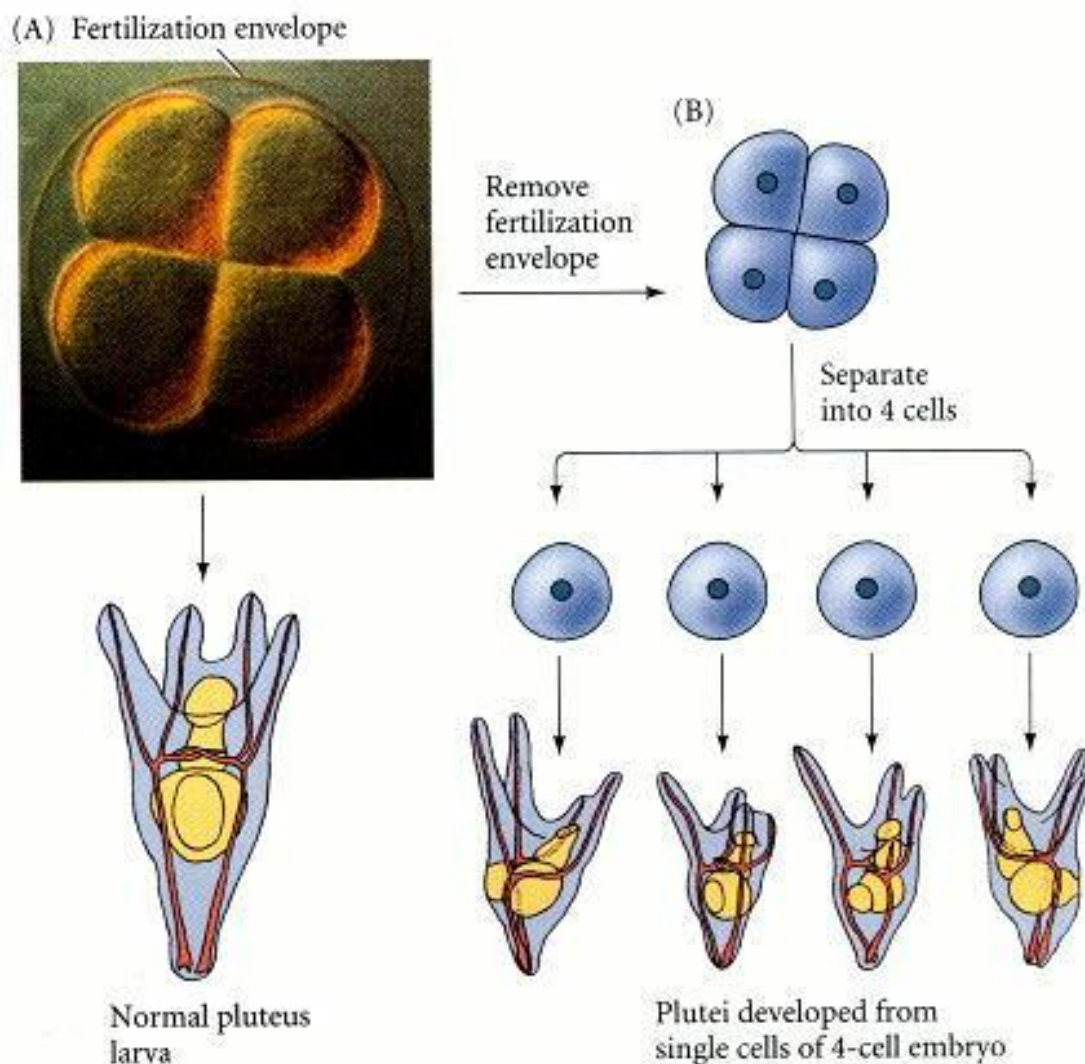 (A) Fertilization envelope
(B)
Remove
fertilization
envelope
Separate
into 4 cells
Normal pluteus
larva
Plutei developed from
single cells of 4-cell embryo